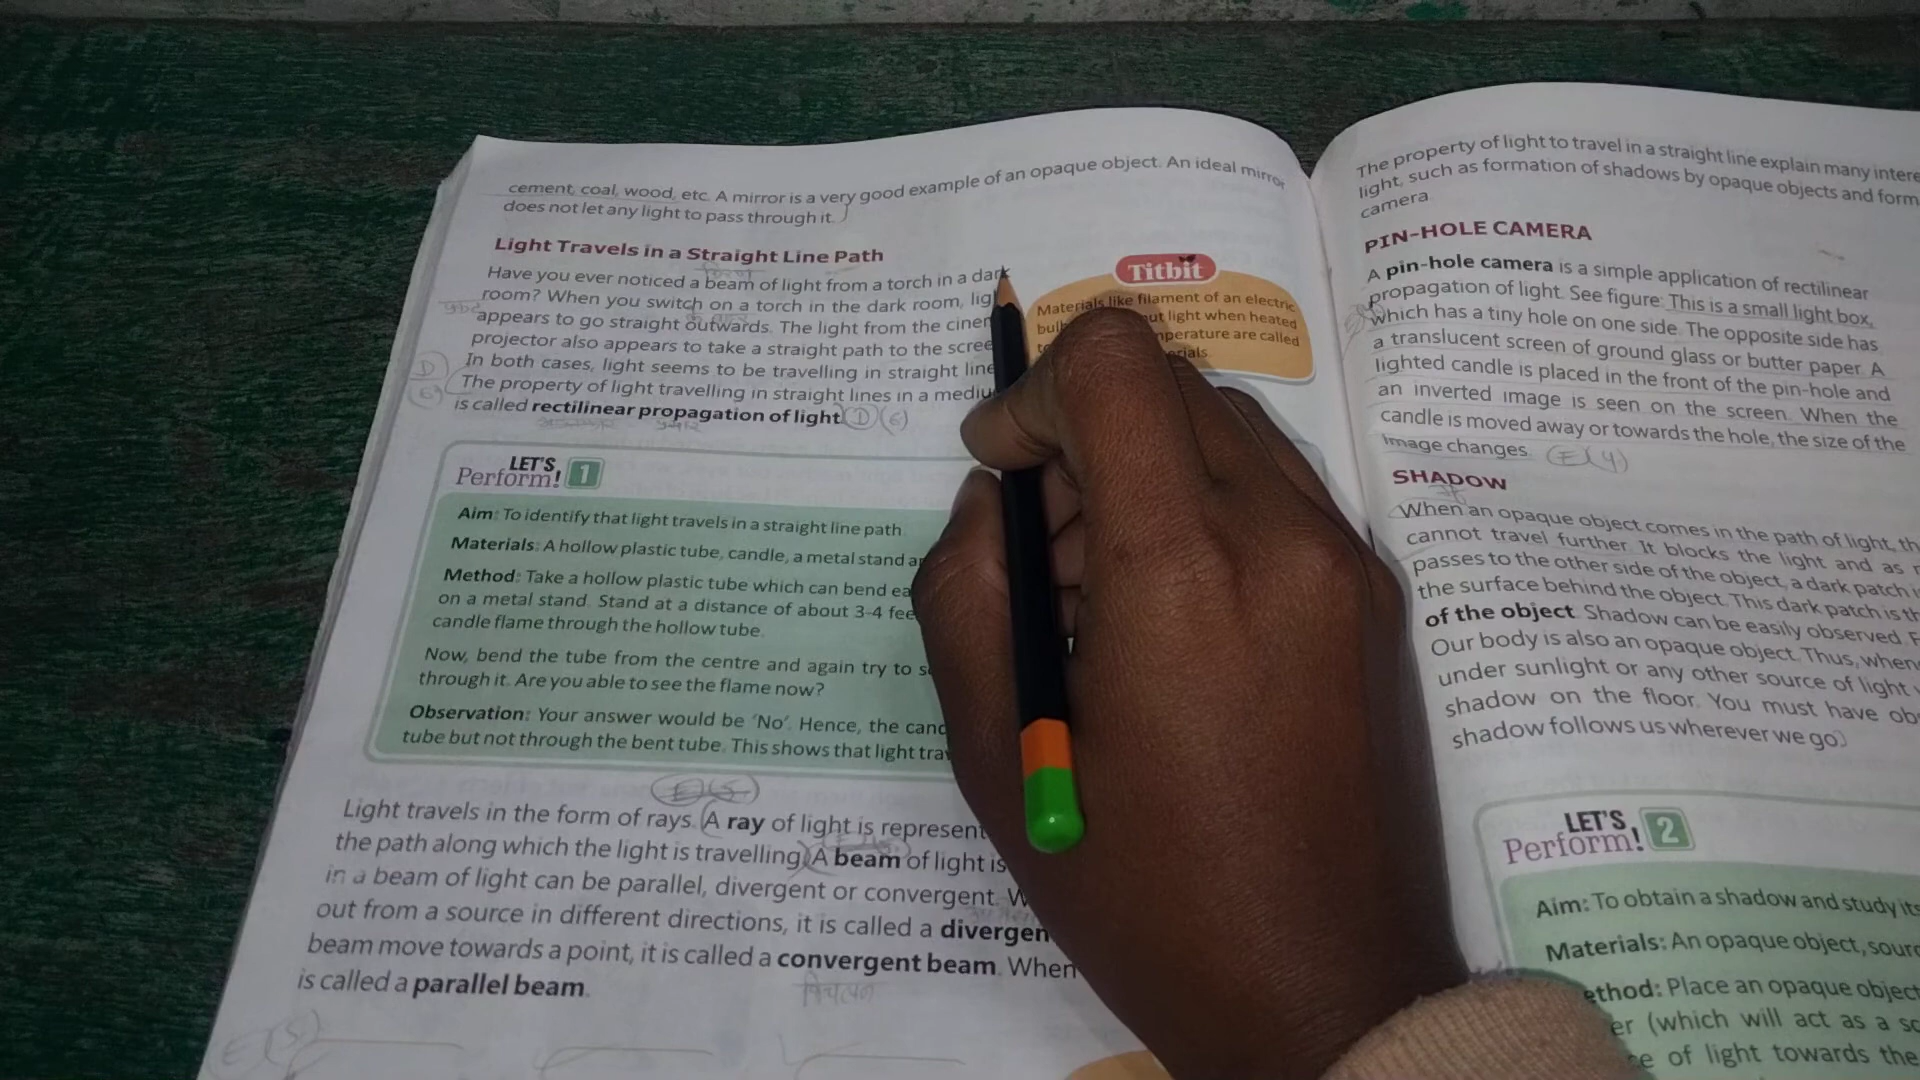 cement, coal, wood, etc. A mirror is a very good example of an opaque object. An ideal mirror
does not let any light to pass through it.
Light Travels in a Straight Line Path
Have you ever noticed a beam of light from a torch in a dark
room? When you switch on a torch in the dark room, lig
appears to go straight outwards. The light from the cinem
projector also appears to take a straight path to the scree
In both cases, light seems to be travelling in straight line
The property of light travelling in straight lines in a mediu
is called rectilinear propagation of light.
D
(6)
D (6)
Titbit
Materials like filament of an electric
bul ut light when heated
perature are called
erials.
LET'S
Perform! 1
Aim: To identify that light travels in a straight line path
Materials: A hollow plastic tube, candle, a metal stand a
Method: Take a hollow plastic tube which can bend ea
on a metal stand. Stand at a distance of about 3-4 fee
candle flame through the hollow tube.
Now, bend the tube from the centre and again try to s
through it. Are you able to see the flame now?
Observation: Your answer would be 'No'. Hence, the cand
tube but not through the bent tube. This shows that light trav
E(5)
Light travels in the form of rays. A ray of light is represent
the path along which the light is travelling. A beam of light is
in a beam of light can be parallel, divergent or convergent. W
out from a source in different directions, it is called a divergen
beam move towards a point, it is called a convergent beam. When
is called a parallel beam.
E(5)
The property of light to travel in a straight line explain many intere
light, such as formation of shadows by opaque objects and form
camera.
PIN-HOLE CAMERA
A pin-hole camera is a simple application of rectilinear
propagation of light. See figure. This is a small light box,
which has a tiny hole on one side. The opposite side has
a translucent screen of ground glass or butter paper. A
lighted candle is placed in the front of the pin-hole and
an inverted image is seen on the screen. When the
candle is moved away or towards the hole, the size of the
image changes.
E(4)
SHADOW
When an opaque object comes in the path of light, th
cannot travel further. It blocks the light and as
passes to the other side of the object, a dark patch i
the surface behind the object. This dark patch is th
of the object. Shadow can be easily observed. F
Our body is also an opaque object. Thus, when
under sunlight or any other source of light
shadow on the floor. You must have obs
shadow follows us wherever we go.
LET'S
Perform! 2
Aim: To obtain a shadow and study its
Materials: An opaque object, sourc
ethod: Place an opaque object
er (which will act as a sc
ce of light towards the